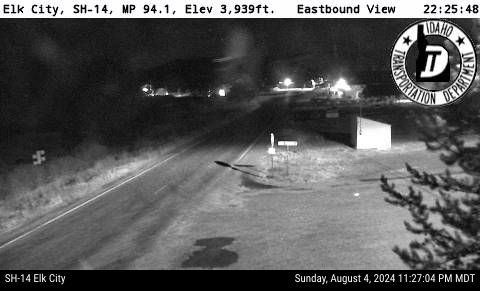 Elk City, SH-14, MP 94.1, Elev 3,939ft. Eastbound View 22:25:48
IDAHO
TRANSPORTATION DEPARTMENT
SH-14 Elk City
Sunday, August 4, 2024 11:27:04 PM MDT